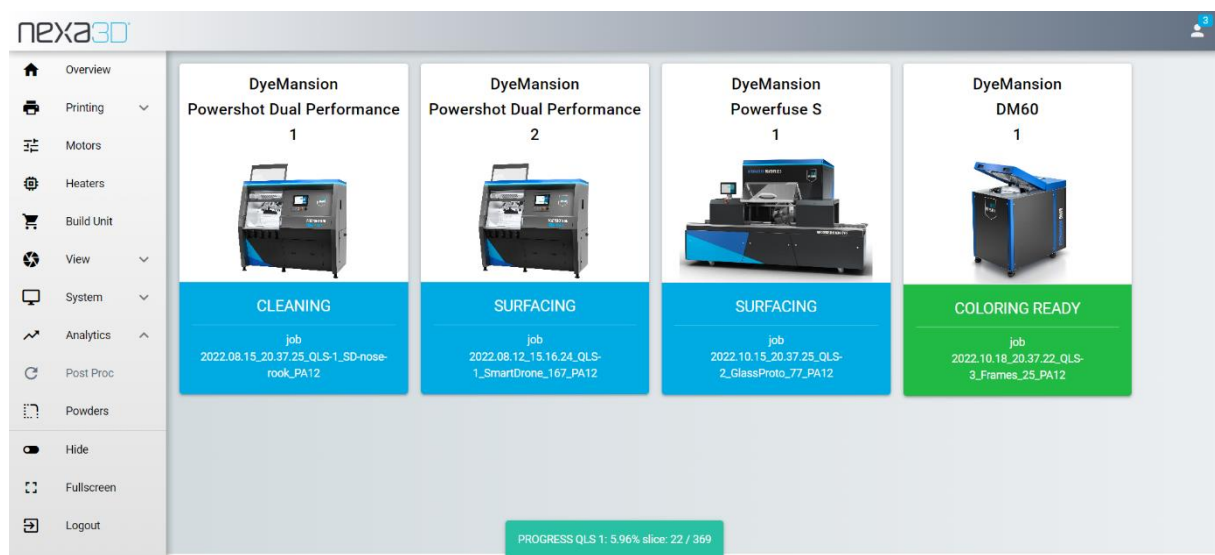 nexa3D
3
Overview
Printing
Motors
Heaters
Build Unit
View
System
Analytics
Post Proc
Powders
Hide
Fullscreen
Logout
DyeMansion
Powershot Dual Performance
1
CLEANING
job
2022.08.15_20.37.25_QLS-1_SD-nose-
rook_PA12
DyeMansion
Powershot Dual Performance
2
SURFACING
job
2022.08.12_15.16.24_QLS-
1_SmartDrone_167_PA12
DyeMansion
Powerfuse S
1
SURFACING
job
2022.10.15_20.37.25_QLS-
2_GlassProto_77_PA12
DyeMansion
DM60
1
COLORING READY
job
2022.10.18_20.37.22_QLS-
3_Frames_25_PA12
PROGRESS QLS 1: 5.96% slice: 22 / 369